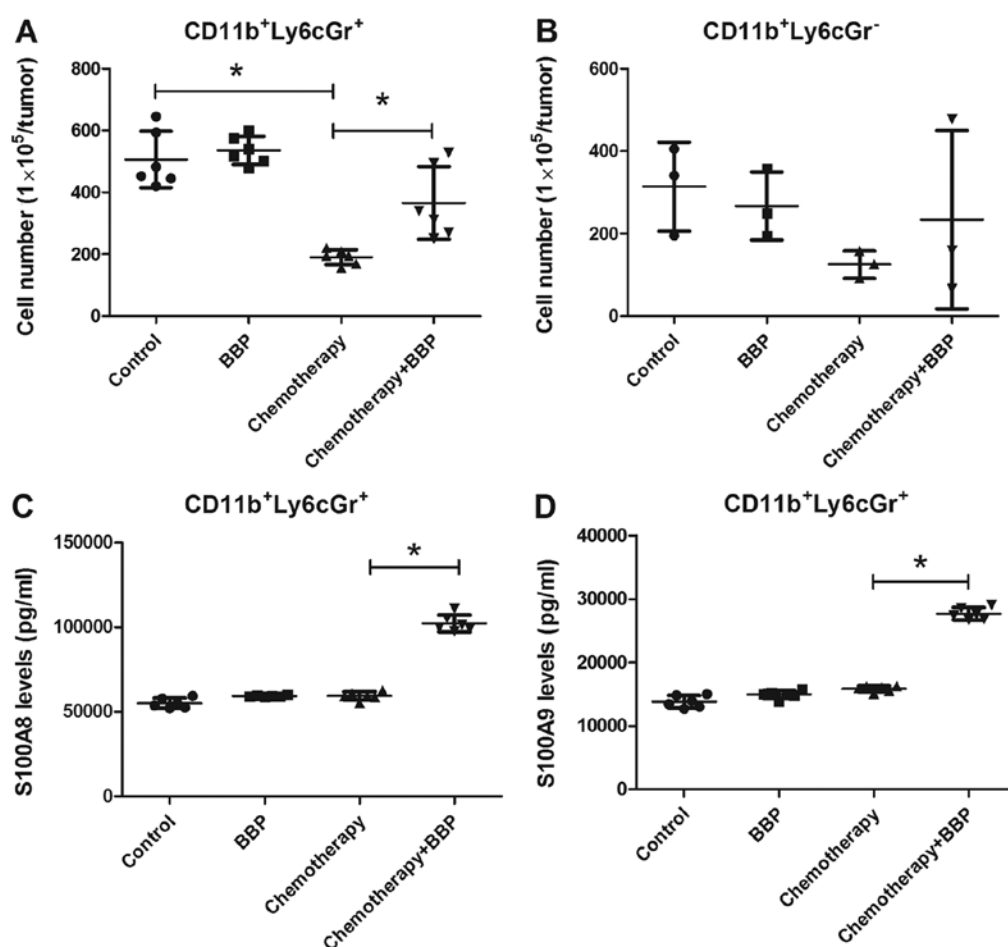 A
CD11b⁺Ly6cGr⁺
Cell number (1×10⁵/tumor)
800
600
400
200
0
*
*
Control
BBP
Chemotherapy
Chemotherapy+BBP
B
CD11b⁺Ly6cGr⁻
Cell number (1×10⁵/tumor)
600
400
200
0
Control
BBP
Chemotherapy
Chemotherapy+BBP
C
CD11b⁺Ly6cGr⁺
S100A8 levels (pg/ml)
150000
100000
50000
0
*
Control
BBP
Chemotherapy
Chemotherapy+BBP
D
CD11b⁺Ly6cGr⁺
S100A9 levels (pg/ml)
40000
30000
20000
10000
0
*
Control
BBP
Chemotherapy
Chemotherapy+BBP